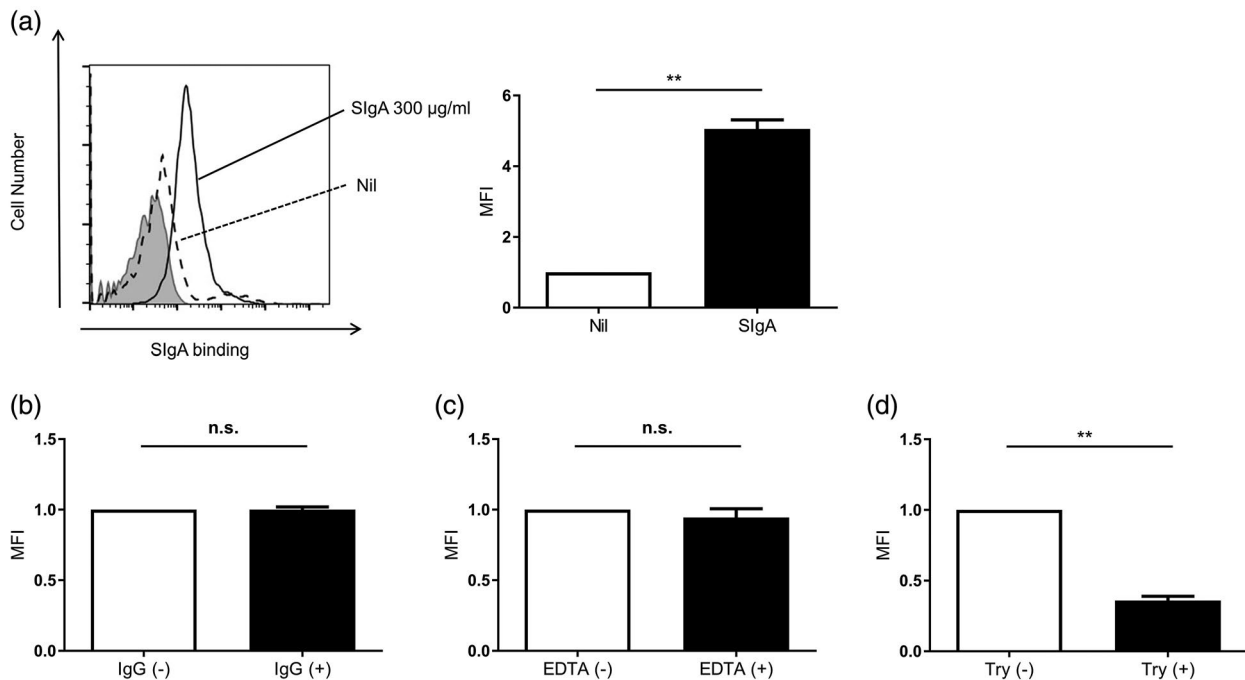 (a)
Cell Number
SIgA 300 µg/ml
Nil
SIgA binding
**
MFI
6
4
2
0
Nil
SIgA
(b)
n.s.
MFI
1.5
1.0
0.5
0.0
IgG (-)
IgG (+)
(c)
n.s.
MFI
1.5
1.0
0.5
0.0
EDTA (-)
EDTA (+)
(d)
**
MFI
1.5
1.0
0.5
0.0
Try (-)
Try (+)